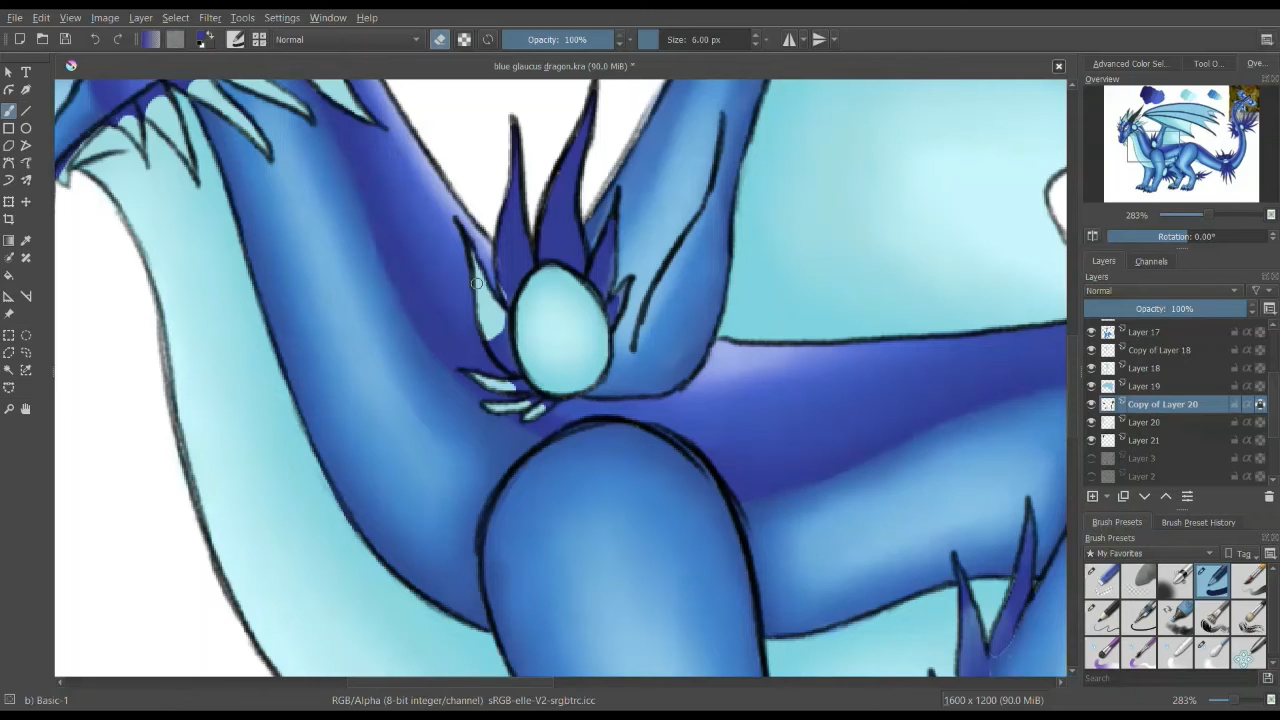 File Edit View Image Layer Select Filter Tools Settings Window Help
Normal Opacity: 100% Size: 6.00 px
blue glaucus dragon.kra (90.0 MiB) *
Advanced Color Sel... Tool O... Ove...
Overview
283%
Rotation: 0.00°
Layers Channels
Layers
Normal
Opacity: 100%
Layer 17
Copy of Layer 18
Layer 18
Layer 19
Copy of Layer 20
Layer 20
Layer 21
Layer 3
Layer 2
Brush Presets Brush Preset History
Brush Presets
★ My Favorites Tag
Search
b) Basic-1 RGB/Alpha (8-bit integer/channel) sRGB-elle-V2-srgbtrc.icc 1600 x 1200 (90.0 MiB) 283%